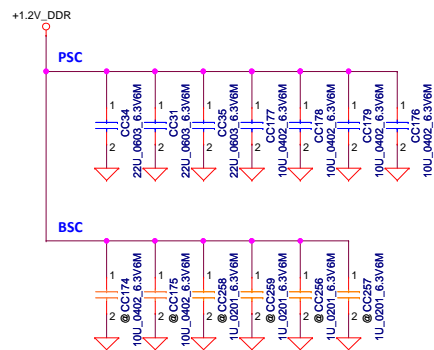 +1.2V_DDR
PSC
1
2
CC34
22U_0603_6.3V6M
1
2
CC31
22U_0603_6.3V6M
1
2
CC35
22U_0603_6.3V6M
1
2
CC177
10U_0402_6.3V6M
1
2
CC178
10U_0402_6.3V6M
1
2
CC179
10U_0402_6.3V6M
1
2
CC176
10U_0402_6.3V6M
BSC
1
2
@CC174
10U_0402_6.3V6M
1
2
@CC175
10U_0402_6.3V6M
1
2
@CC258
1U_0201_6.3V6M
1
2
@CC259
1U_0201_6.3V6M
1
2
@CC256
1U_0201_6.3V6M
1
2
@CC257
1U_0201_6.3V6M